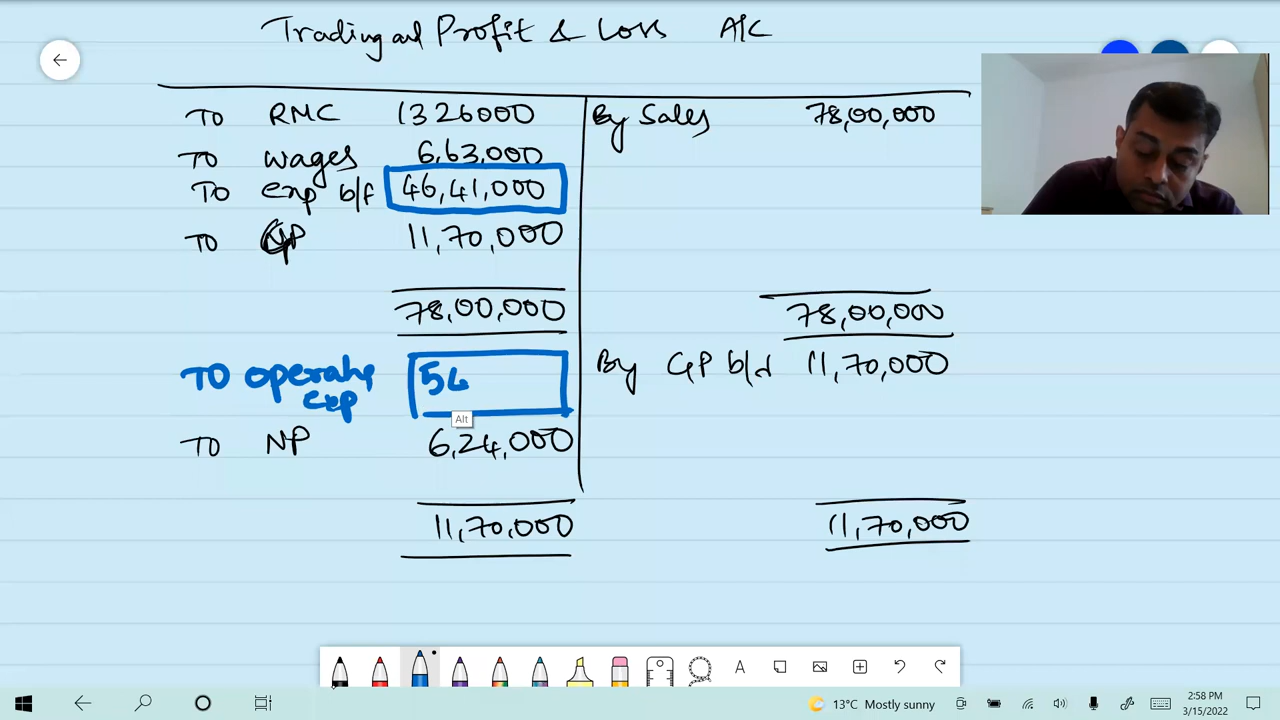 Trading and Profit & Loss A/C
To RMC 1326000 By Sales 78,00,000
To wages 6,63,000
To exp b/f 46,41,000
To GP 11,70,000
78,00,000 78,00,000
To operatg exp 54 By GP b/d 11,70,000
Alt
To NP 6,24,000
11,70,000 11,70,000
A
13°C Mostly sunny
2:58 PM
3/15/2022